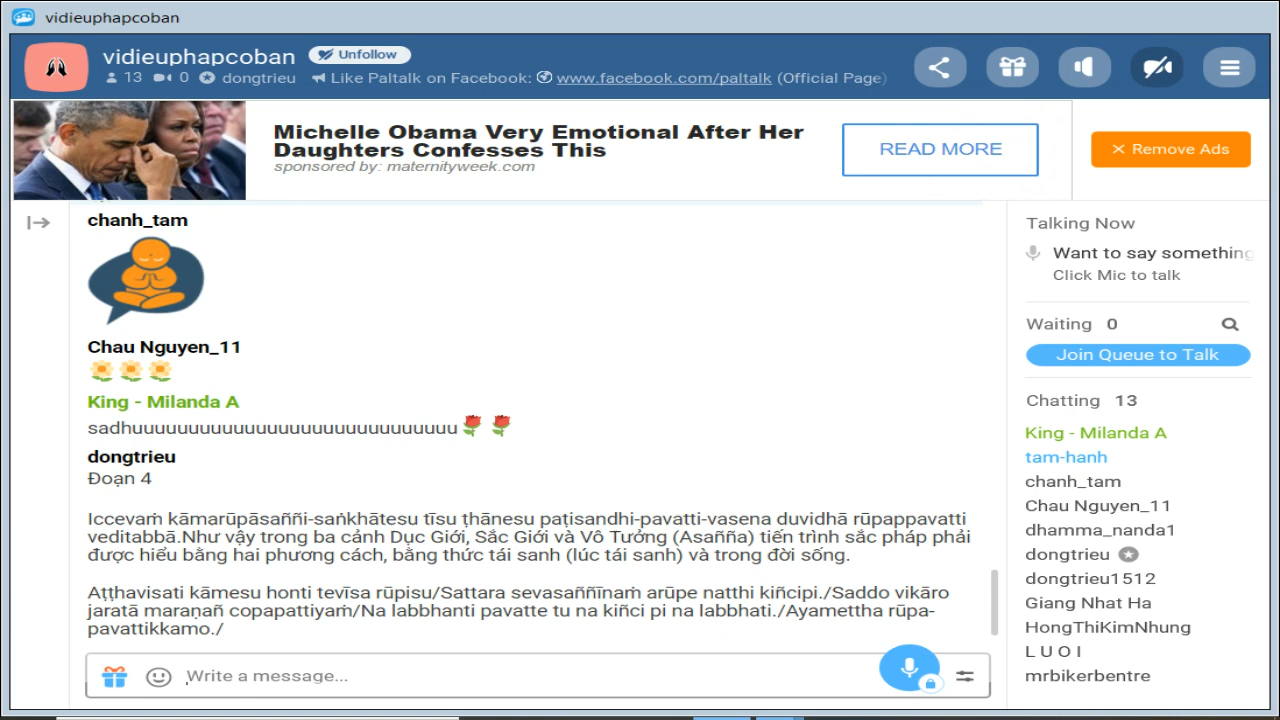 vidieuphapcoban
vidieuphapcoban
Unfollow
13 0 dongtrieu Like Paltalk on Facebook: www.facebook.com/paltalk (Official Page)
Michelle Obama Very Emotional After Her
Daughters Confesses This
sponsored by: maternityweek.com
READ MORE
× Remove Ads
chanh_tam
Chau Nguyen_11
King - Milanda A
sadhuuuuuuuuuuuuuuuuuuuuuuuuuuuuu
dongtrieu
Đoạn 4
Iccevaṁ kāmarūpāsaññi-saṅkhātesu tīsu ṭhānesu paṭisandhi-pavatti-vasena duvidhā rūpappavatti
veditabbā.Như vậy trong ba cảnh Dục Giới, Sắc Giới và Vô Tưởng (Asañña) tiến trình sắc pháp phải
được hiểu bằng hai phương cách, bằng thức tái sanh (lúc tái sanh) và trong đời sống.
Aṭṭhavisati kāmesu honti tevīsa rūpisu/Sattara sevasaññīnaṁ arūpe natthi kiñcipi./Saddo vikāro
jaratā maraṇañ copapattiyaṁ/Na labbhanti pavatte tu na kiñci pi na labbhati./Ayamettha rūpa-
pavattikkamo./
Write a message...
Talking Now
Want to say something
Click Mic to talk
Waiting 0
Join Queue to Talk
Chatting 13
King - Milanda A
tam-hanh
chanh_tam
Chau Nguyen_11
dhamma_nanda1
dongtrieu
dongtrieu1512
Giang Nhat Ha
HongThiKimNhung
L U O I
mrbikerbentre